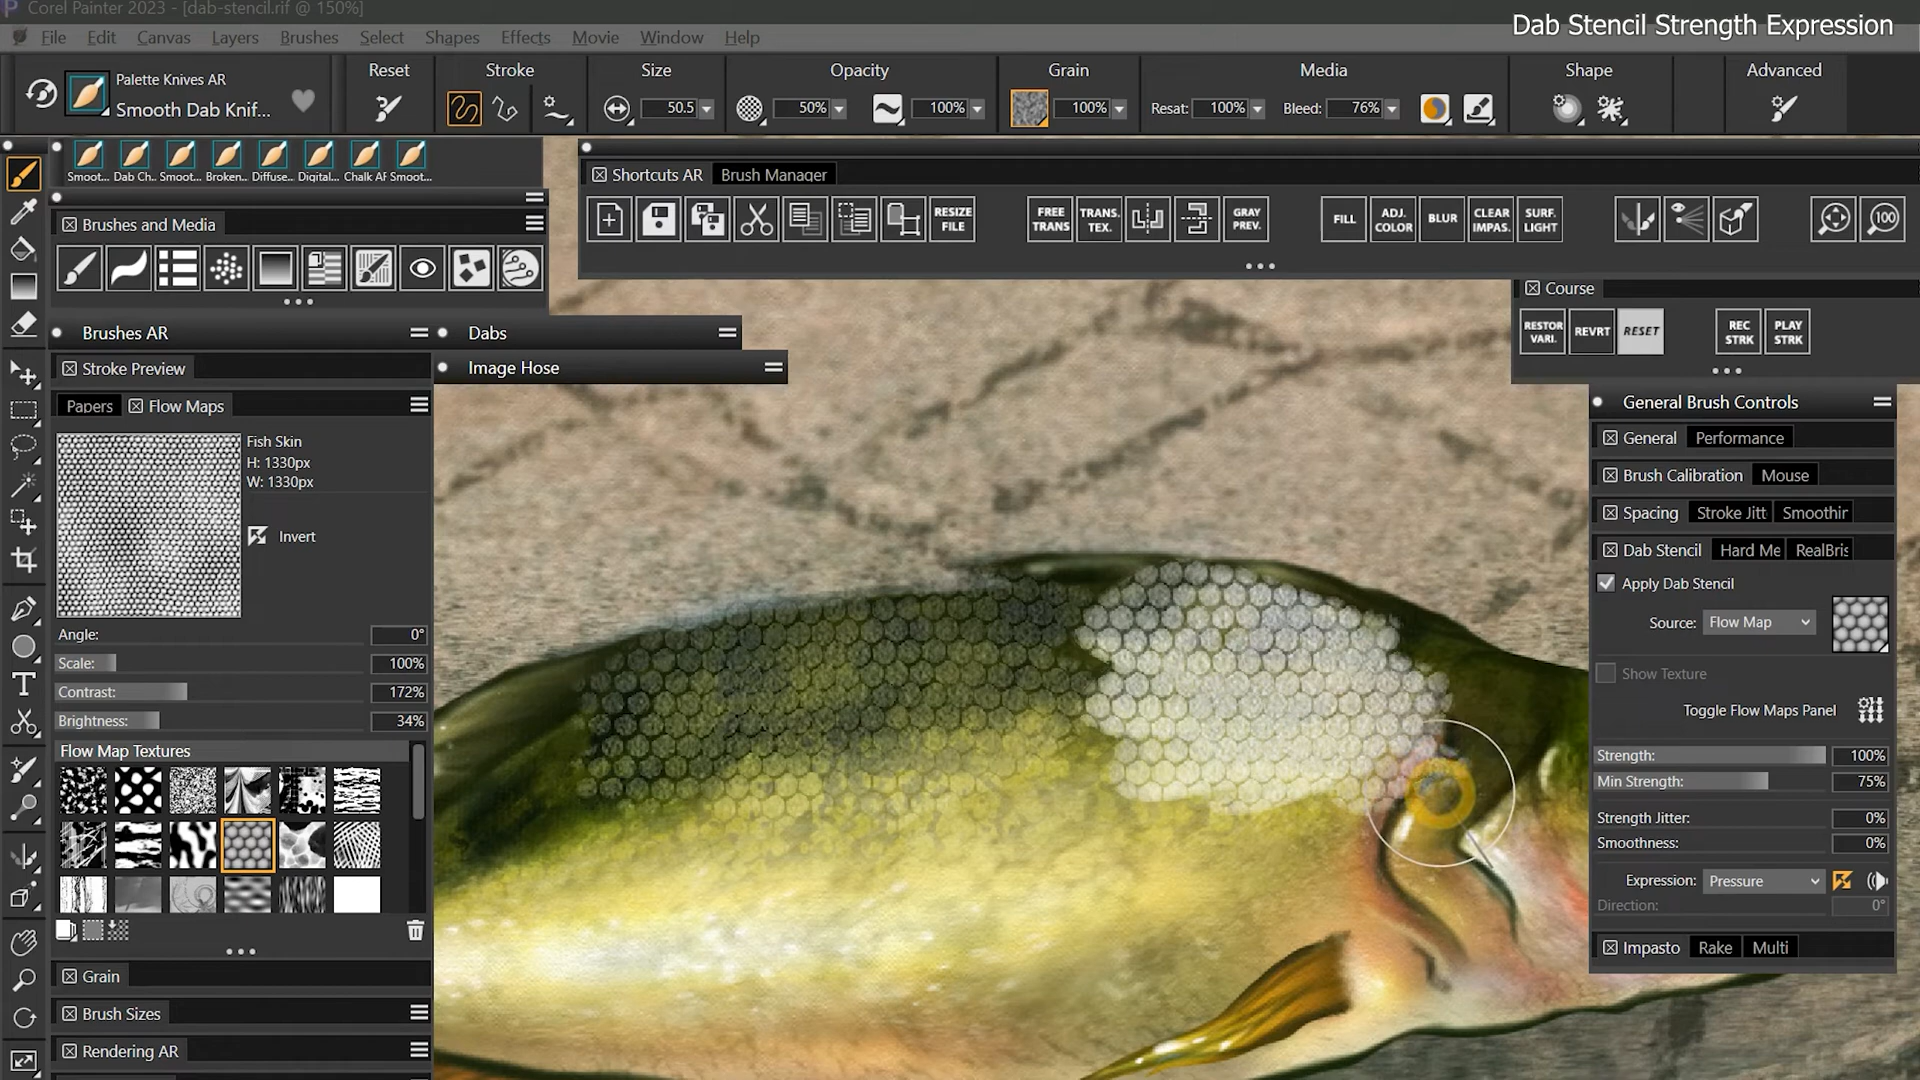 Corel Painter 2023 - [dab-stencil.rif @ 150%]
Dab Stencil Strength Expression
File Edit Canvas Layers Brushes Select Shapes Effects Movie Window Help
Palette Knives AR
Smooth Dab Knif...
Reset Stroke Size Opacity Grain Media Shape Advanced
50.5 50% 100% 100% Resat: 100% Bleed: 76%
Smoot... Dab Ch... Smoot... Broken... Diffuse... Digital... Chalk AF Smoot...
Shortcuts AR Brush Manager
Brushes and Media
RESIZE FILE
FREE TRANS
TRANS. TEX.
GRAY PREV.
FILL
ADJ. COLOR
BLUR
CLEAR IMPAS.
SURF. LIGHT
100
Course
RESTOR VARI.
REVRT
RESET
REC STRK
PLAY STRK
Brushes AR
Dabs
Stroke Preview
Image Hose
Papers Flow Maps
Fish Skin
H: 1330px
W: 1330px
Invert
Angle: 0°
Scale: 100%
Contrast: 172%
Brightness: 34%
Flow Map Textures
Grain
Brush Sizes
Rendering AR
General Brush Controls
General Performance
Brush Calibration Mouse
Spacing Stroke Jitt Smoothir
Dab Stencil Hard Me RealBris
Apply Dab Stencil
Source: Flow Map
Show Texture
Toggle Flow Maps Panel
Strength: 100%
Min Strength: 75%
Strength Jitter: 0%
Smoothness: 0%
Expression: Pressure
Direction: 0°
Impasto Rake Multi